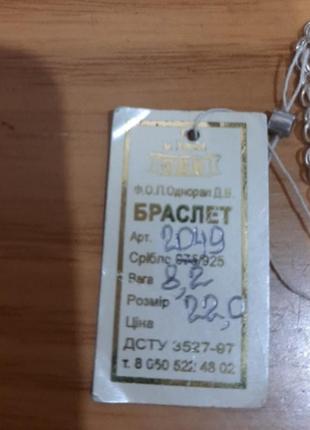 Ф.О.П.Однорал Д.В.
БРАСЛЕТ
Арт. 2049
Срібло 875/925
Вага 8,2
Розмір 22,0
Ціна
ДСТУ 3527-97
т. 8 050 522 48 02